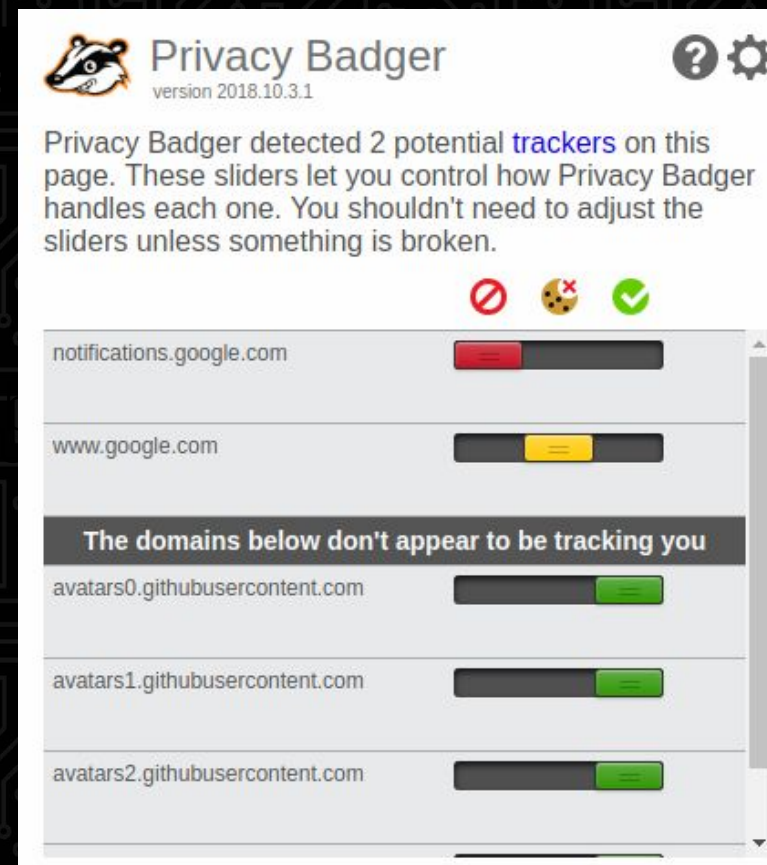 Privacy Badger
version 2018.10.3.1
Privacy Badger detected 2 potential trackers on this
page. These sliders let you control how Privacy Badger
handles each one. You shouldn't need to adjust the
sliders unless something is broken.
notifications.google.com
www.google.com
The domains below don't appear to be tracking you
avatars0.githubusercontent.com
avatars1.githubusercontent.com
avatars2.githubusercontent.com